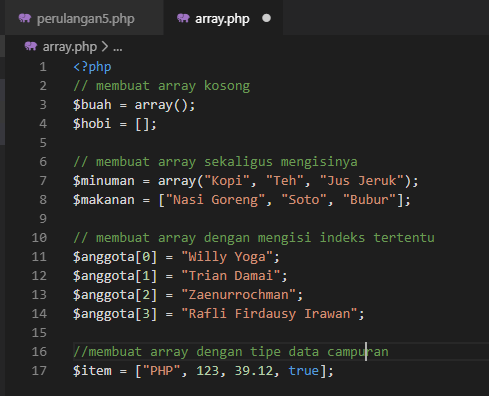 perulangan5.php
array.php
array.php > ...
1 <?php
2 // membuat array kosong
3 $buah = array();
4 $hobi = [];
5
6 // membuat array sekaligus mengisinya
7 $minuman = array("Kopi", "Teh", "Jus Jeruk");
8 $makanan = ["Nasi Goreng", "Soto", "Bubur"];
9
10 // membuat array dengan mengisi indeks tertentu
11 $anggota[0] = "Willy Yoga";
12 $anggota[1] = "Trian Damai";
13 $anggota[2] = "Zaenurrochman";
14 $anggota[3] = "Rafli Firdausy Irawan";
15
16 //membuat array dengan tipe data campuran
17 $item = ["PHP", 123, 39.12, true];